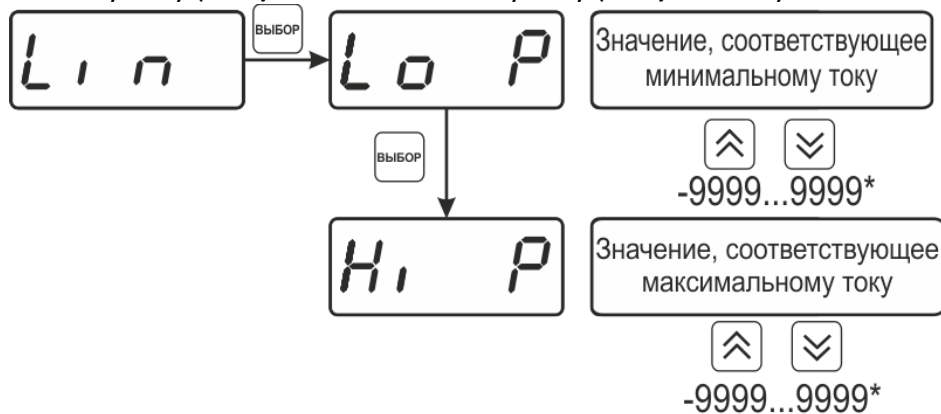 Lin
ВЫБОР
Lo P
Значение, соответствующее
минимальному току
-9999...9999*
ВЫБОР
Hi P
Значение, соответствующее
максимальному току
-9999...9999*